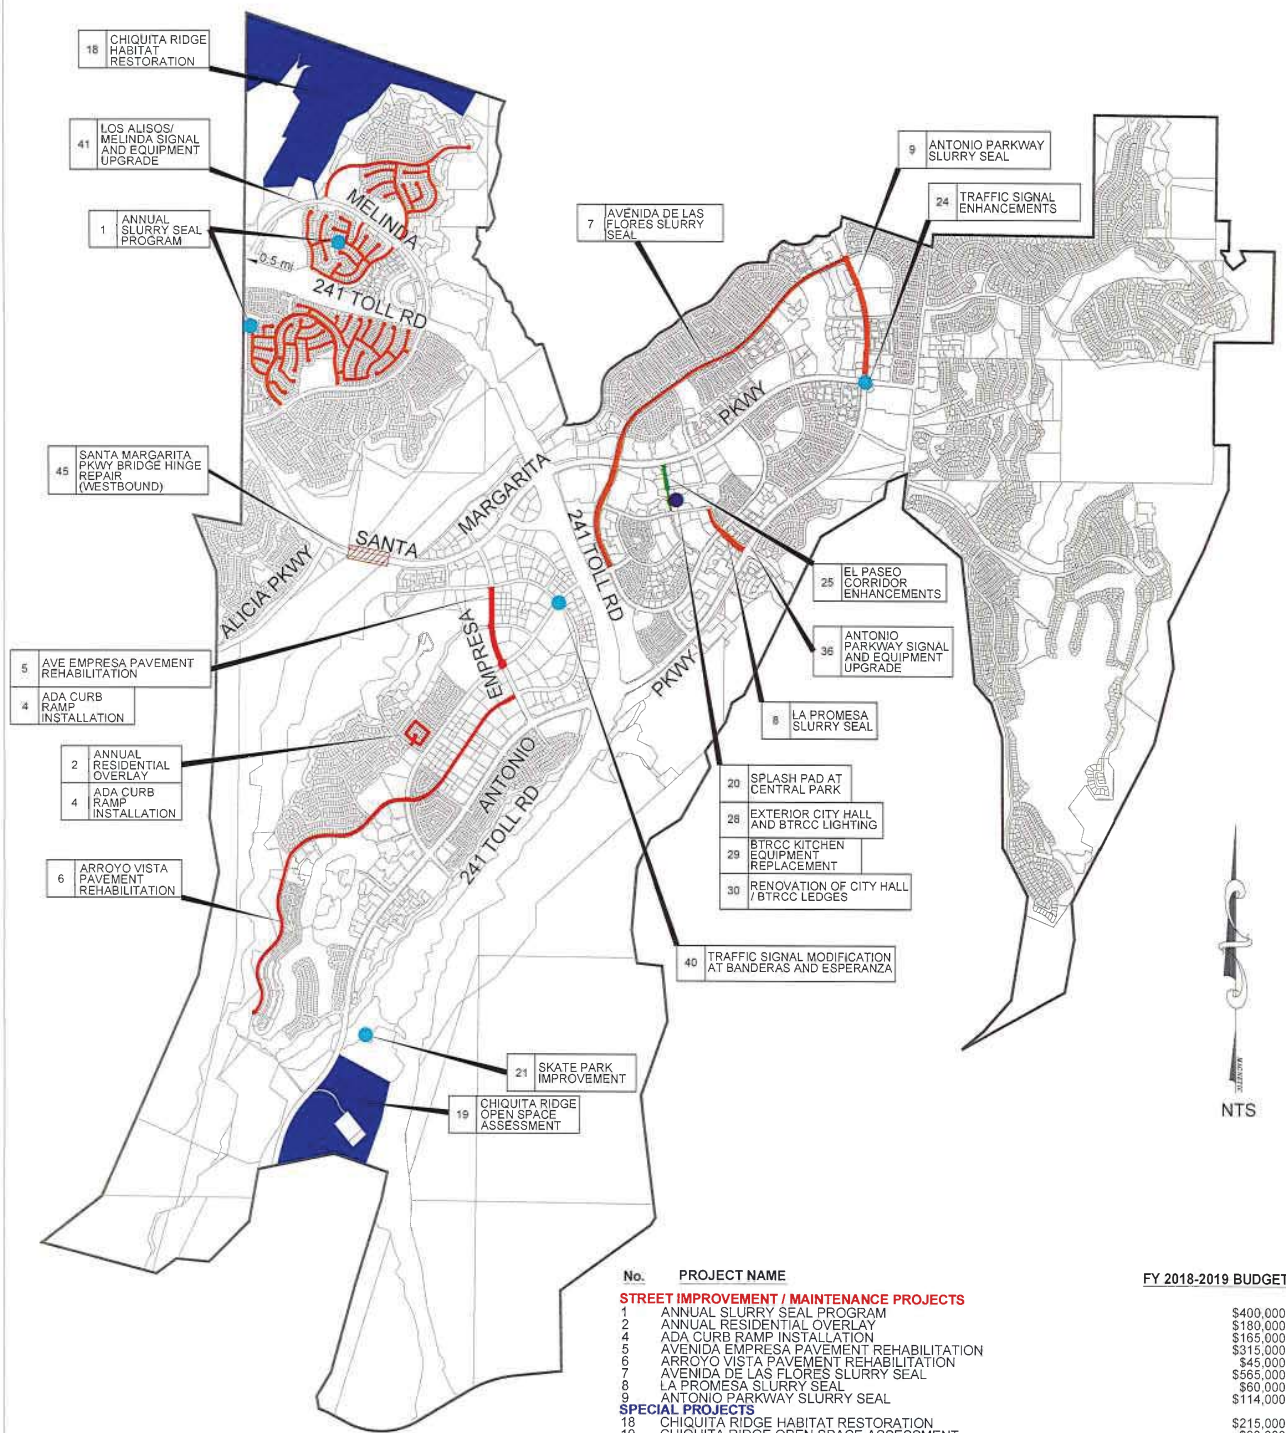 18 CHIQUITA RIDGE
HABITAT
RESTORATION
41 LOS ALISOS/
MELINDA SIGNAL
AND EQUIPMENT
UPGRADE
1 ANNUAL
SLURRY SEAL
PROGRAM
MELINDA
0.5 mi
241 TOLL RD
7 AVENIDA DE LAS
FLORES SLURRY
SEAL
9 ANTONIO PARKWAY
SLURRY SEAL
24 TRAFFIC SIGNAL
ENHANCEMENTS
PKWY
45 SANTA MARGARITA
PKWY BRIDGE HINGE
REPAIR
(WESTBOUND)
SANTA
MARGARITA
241 TOLL RD
ALICIA PKWY
EMPRESA
PKWY
25 EL PASEO
CORRIDOR
ENHANCEMENTS
36 ANTONIO
PARKWAY SIGNAL
AND EQUIPMENT
UPGRADE
5 AVE EMPRESA PAVEMENT
REHABILITATION
4 ADA CURB
RAMP
INSTALLATION
8 LA PROMESA
SLURRY SEAL
2 ANNUAL
RESIDENTIAL
OVERLAY
4 ADA CURB
RAMP
INSTALLATION
ANTONIO
241 TOLL RD
20 SPLASH PAD AT
CENTRAL PARK
28 EXTERIOR CITY HALL
AND BTRCC LIGHTING
29 BTRCC KITCHEN
EQUIPMENT
REPLACEMENT
30 RENOVATION OF CITY HALL
/ BTRCC LEDGES
6 ARROYO VISTA
PAVEMENT
REHABILITATION
40 TRAFFIC SIGNAL MODIFICATION
AT BANDERAS AND ESPERANZA
21 SKATE PARK
IMPROVEMENT
19 CHIQUITA RIDGE
OPEN SPACE
ASSESSMENT
NTS
No. PROJECT NAME FY 2018-2019 BUDGET
STREET IMPROVEMENT / MAINTENANCE PROJECTS
1 ANNUAL SLURRY SEAL PROGRAM $400,000
2 ANNUAL RESIDENTIAL OVERLAY $180,000
4 ADA CURB RAMP INSTALLATION $165,000
5 AVENIDA EMPRESA PAVEMENT REHABILITATION $315,000
6 ARROYO VISTA PAVEMENT REHABILITATION $45,000
7 AVENIDA DE LAS FLORES SLURRY SEAL $565,000
8 LA PROMESA SLURRY SEAL $60,000
9 ANTONIO PARKWAY SLURRY SEAL $114,000
SPECIAL PROJECTS
18 CHIQUITA RIDGE HABITAT RESTORATION $215,000
19 CHIQUITA RIDGE OPEN SPACE ASSESSMENT